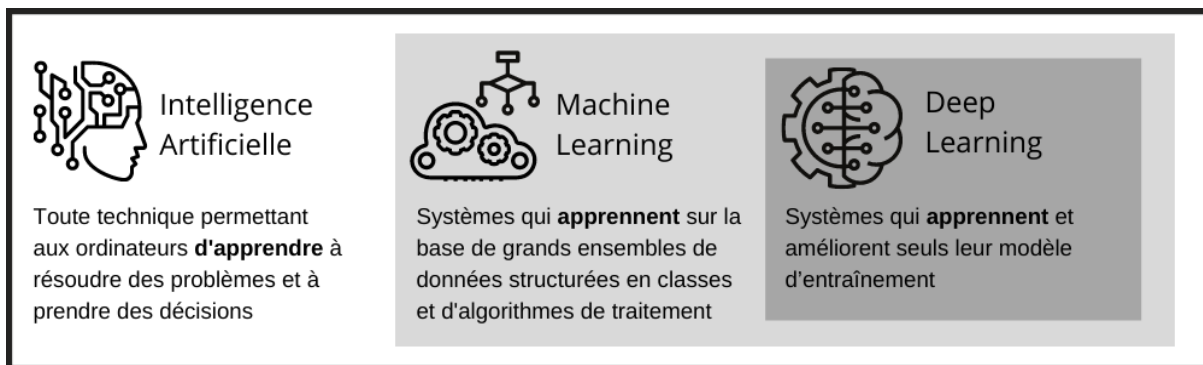 Intelligence
Artificielle
Toute technique permettant
aux ordinateurs d'apprendre à
résoudre des problèmes et à
prendre des décisions
Machine
Learning
Systèmes qui apprennent sur la
base de grands ensembles de
données structurées en classes
et d'algorithmes de traitement
Deep
Learning
Systèmes qui apprennent et
améliorent seuls leur modèle
d’entraînement